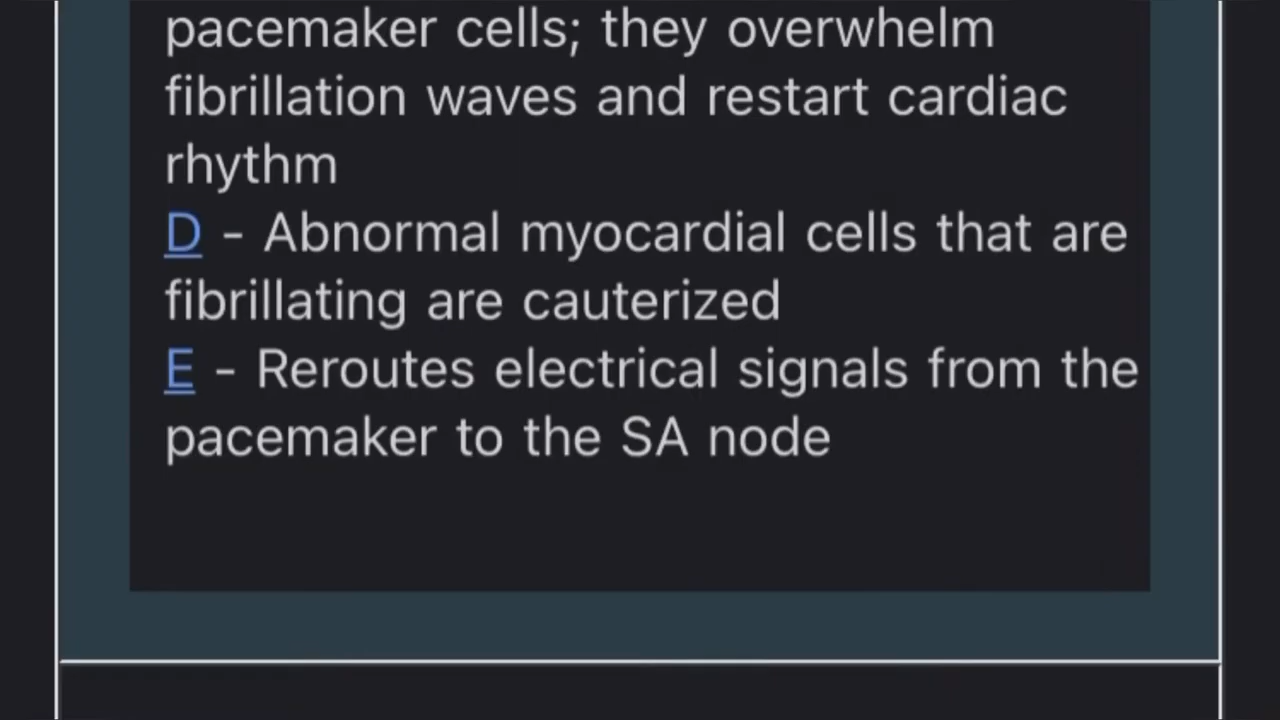 pacemaker cells; they overwhelm
fibrillation waves and restart cardiac
rhythm
D - Abnormal myocardial cells that are
fibrillating are cauterized
E - Reroutes electrical signals from the
pacemaker to the SA node